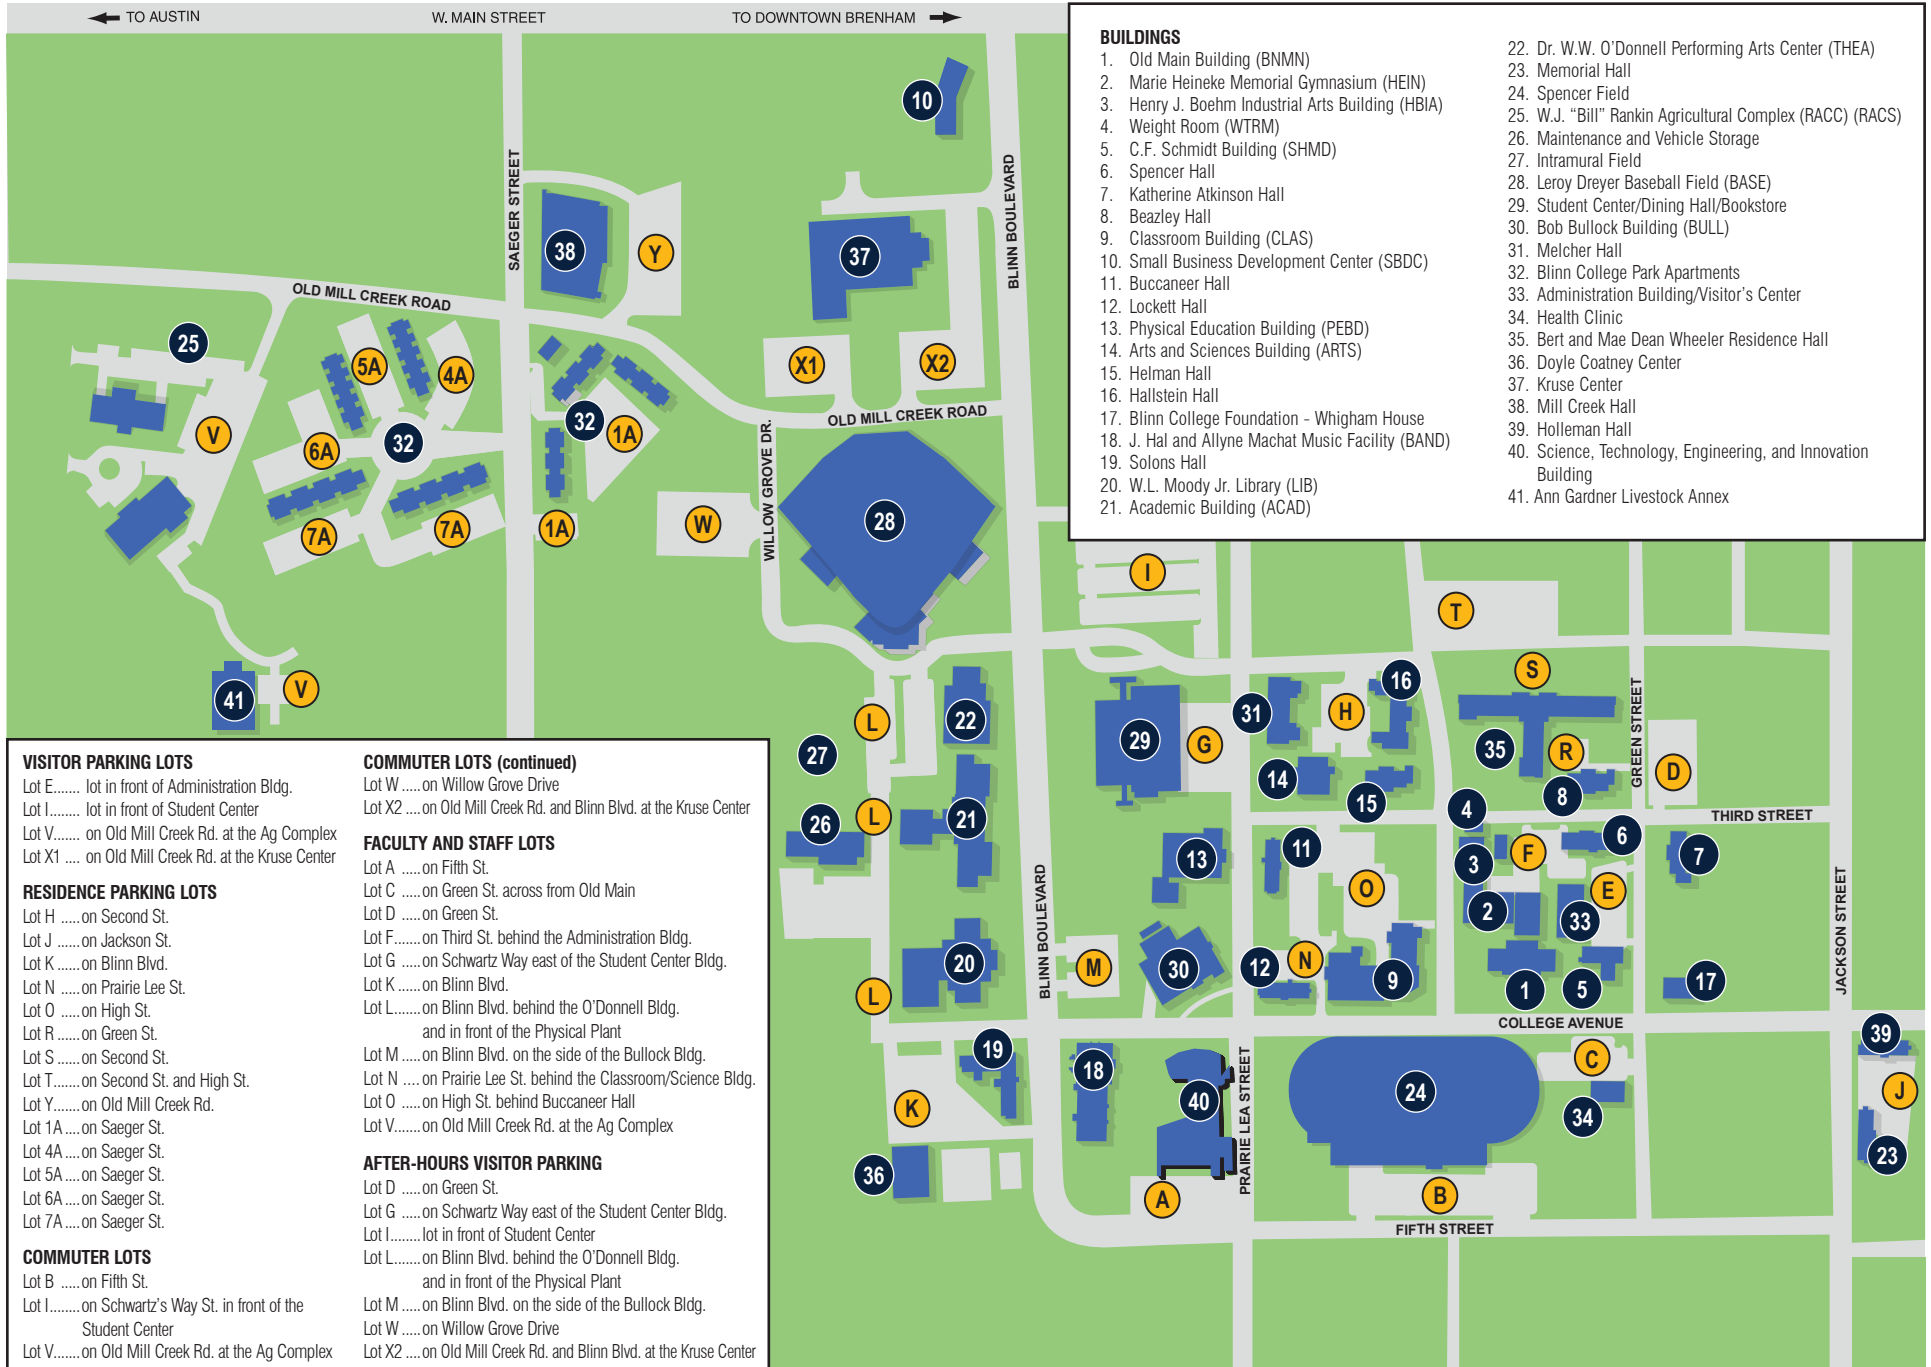 TO AUSTIN
W. MAIN STREET
TO DOWNTOWN BRENHAM
BUILDINGS
1. Old Main Building (BNMN)
2. Marie Heineke Memorial Gymnasium (HEIN)
3. Henry J. Boehm Industrial Arts Building (HBIA)
4. Weight Room (WTRM)
5. C.F. Schmidt Building (SHMD)
6. Spencer Hall
7. Katherine Atkinson Hall
8. Beazley Hall
9. Classroom Building (CLAS)
10. Small Business Development Center (SBDC)
11. Buccaneer Hall
12. Lockett Hall
13. Physical Education Building (PEBD)
14. Arts and Sciences Building (ARTS)
15. Helman Hall
16. Hallstein Hall
17. Blinn College Foundation - Whigham House
18. J. Hal and Allyne Machat Music Facility (BAND)
19. Solons Hall
20. W.L. Moody Jr. Library (LIB)
21. Academic Building (ACAD)
22. Dr. W.W. O'Donnell Performing Arts Center (THEA)
23. Memorial Hall
24. Spencer Field
25. W.J. "Bill" Rankin Agricultural Complex (RACC) (RACS)
26. Maintenance and Vehicle Storage
27. Intramural Field
28. Leroy Dreyer Baseball Field (BASE)
29. Student Center/Dining Hall/Bookstore
30. Bob Bullock Building (BULL)
31. Melcher Hall
32. Blinn College Park Apartments
33. Administration Building/Visitor's Center
34. Health Clinic
35. Bert and Mae Dean Wheeler Residence Hall
36. Doyle Coatney Center
37. Kruse Center
38. Mill Creek Hall
39. Holleman Hall
40. Science, Technology, Engineering, and Innovation
Building
41. Ann Gardner Livestock Annex
10
SAEGER STREET
BLINN BOULEVARD
38
Y
37
OLD MILL CREEK ROAD
25
5A
4A
X1
X2
V
6A
32
32
1A
OLD MILL CREEK ROAD
WILLOW GROVE DR.
7A
7A
1A
W
28
I
T
41
V
L
22
27
29
G
31
H
16
S
35
R
GREEN STREET
D
14
15
8
4
THIRD STREET
26
L
21
13
11
3
F
6
7
O
2
33
E
BLINN BOULEVARD
JACKSON STREET
20
M
30
12
N
9
1
5
17
L
COLLEGE AVENUE
39
19
18
40
PRAIRIE LEA STREET
24
C
34
J
K
23
36
A
B
FIFTH STREET
VISITOR PARKING LOTS
Lot E....... lot in front of Administration Bldg.
Lot I........ lot in front of Student Center
Lot V....... on Old Mill Creek Rd. at the Ag Complex
Lot X1 .... on Old Mill Creek Rd. at the Kruse Center
RESIDENCE PARKING LOTS
Lot H .....on Second St.
Lot J ......on Jackson St.
Lot K ......on Blinn Blvd.
Lot N .....on Prairie Lee St.
Lot O .....on High St.
Lot R ......on Green St.
Lot S ......on Second St.
Lot T.......on Second St. and High St.
Lot Y.......on Old Mill Creek Rd.
Lot 1A ....on Saeger St.
Lot 4A ....on Saeger St.
Lot 5A ....on Saeger St.
Lot 6A ....on Saeger St.
Lot 7A ....on Saeger St.
COMMUTER LOTS
Lot B .....on Fifth St.
Lot I........on Schwartz's Way St. in front of the
Student Center
Lot V.......on Old Mill Creek Rd. at the Ag Complex
COMMUTER LOTS (continued)
Lot W .....on Willow Grove Drive
Lot X2 ....on Old Mill Creek Rd. and Blinn Blvd. at the Kruse Center
FACULTY AND STAFF LOTS
Lot A .....on Fifth St.
Lot C .....on Green St. across from Old Main
Lot D .....on Green St.
Lot F.......on Third St. behind the Administration Bldg.
Lot G .....on Schwartz Way east of the Student Center Bldg.
Lot K .....on Blinn Blvd.
Lot L.......on Blinn Blvd. behind the O'Donnell Bldg.
and in front of the Physical Plant
Lot M .....on Blinn Blvd. on the side of the Bullock Bldg.
Lot N ....on Prairie Lee St. behind the Classroom/Science Bldg.
Lot O .....on High St. behind Buccaneer Hall
Lot V.......on Old Mill Creek Rd. at the Ag Complex
AFTER-HOURS VISITOR PARKING
Lot D .....on Green St.
Lot G .....on Schwartz Way east of the Student Center Bldg.
Lot I........lot in front of Student Center
Lot L.......on Blinn Blvd. behind the O'Donnell Bldg.
and in front of the Physical Plant
Lot M .....on Blinn Blvd. on the side of the Bullock Bldg.
Lot W .....on Willow Grove Drive
Lot X2 ....on Old Mill Creek Rd. and Blinn Blvd. at the Kruse Center